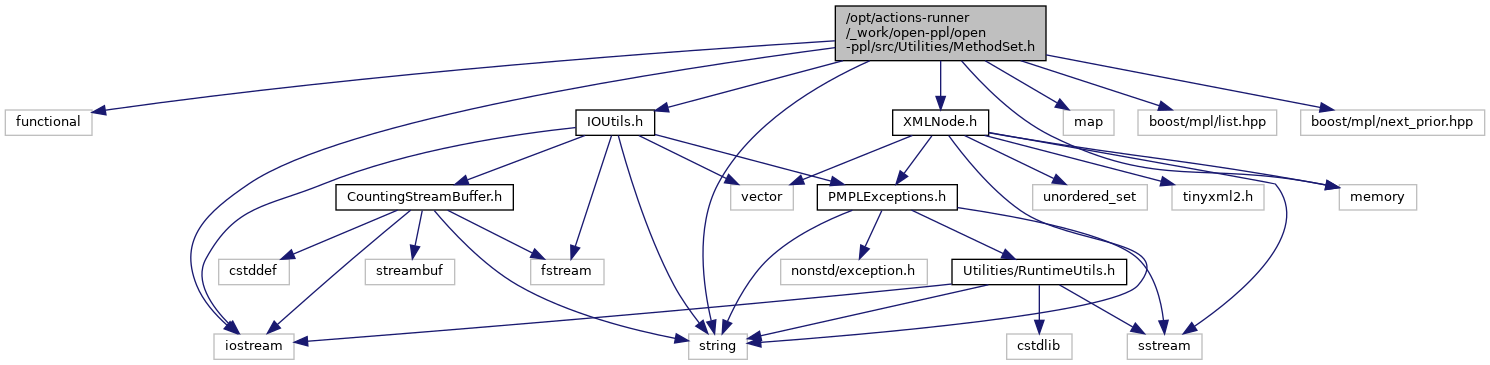 /opt/actions-runner
/_work/open-ppl/open
-ppl/src/Utilities/MethodSet.h
functional
IOUtils.h
XMLNode.h
map
boost/mpl/list.hpp
boost/mpl/next_prior.hpp
CountingStreamBuffer.h
vector
PMPLExceptions.h
unordered_set
tinyxml2.h
memory
cstddef
streambuf
fstream
nonstd/exception.h
Utilities/RuntimeUtils.h
iostream
string
cstdlib
sstream